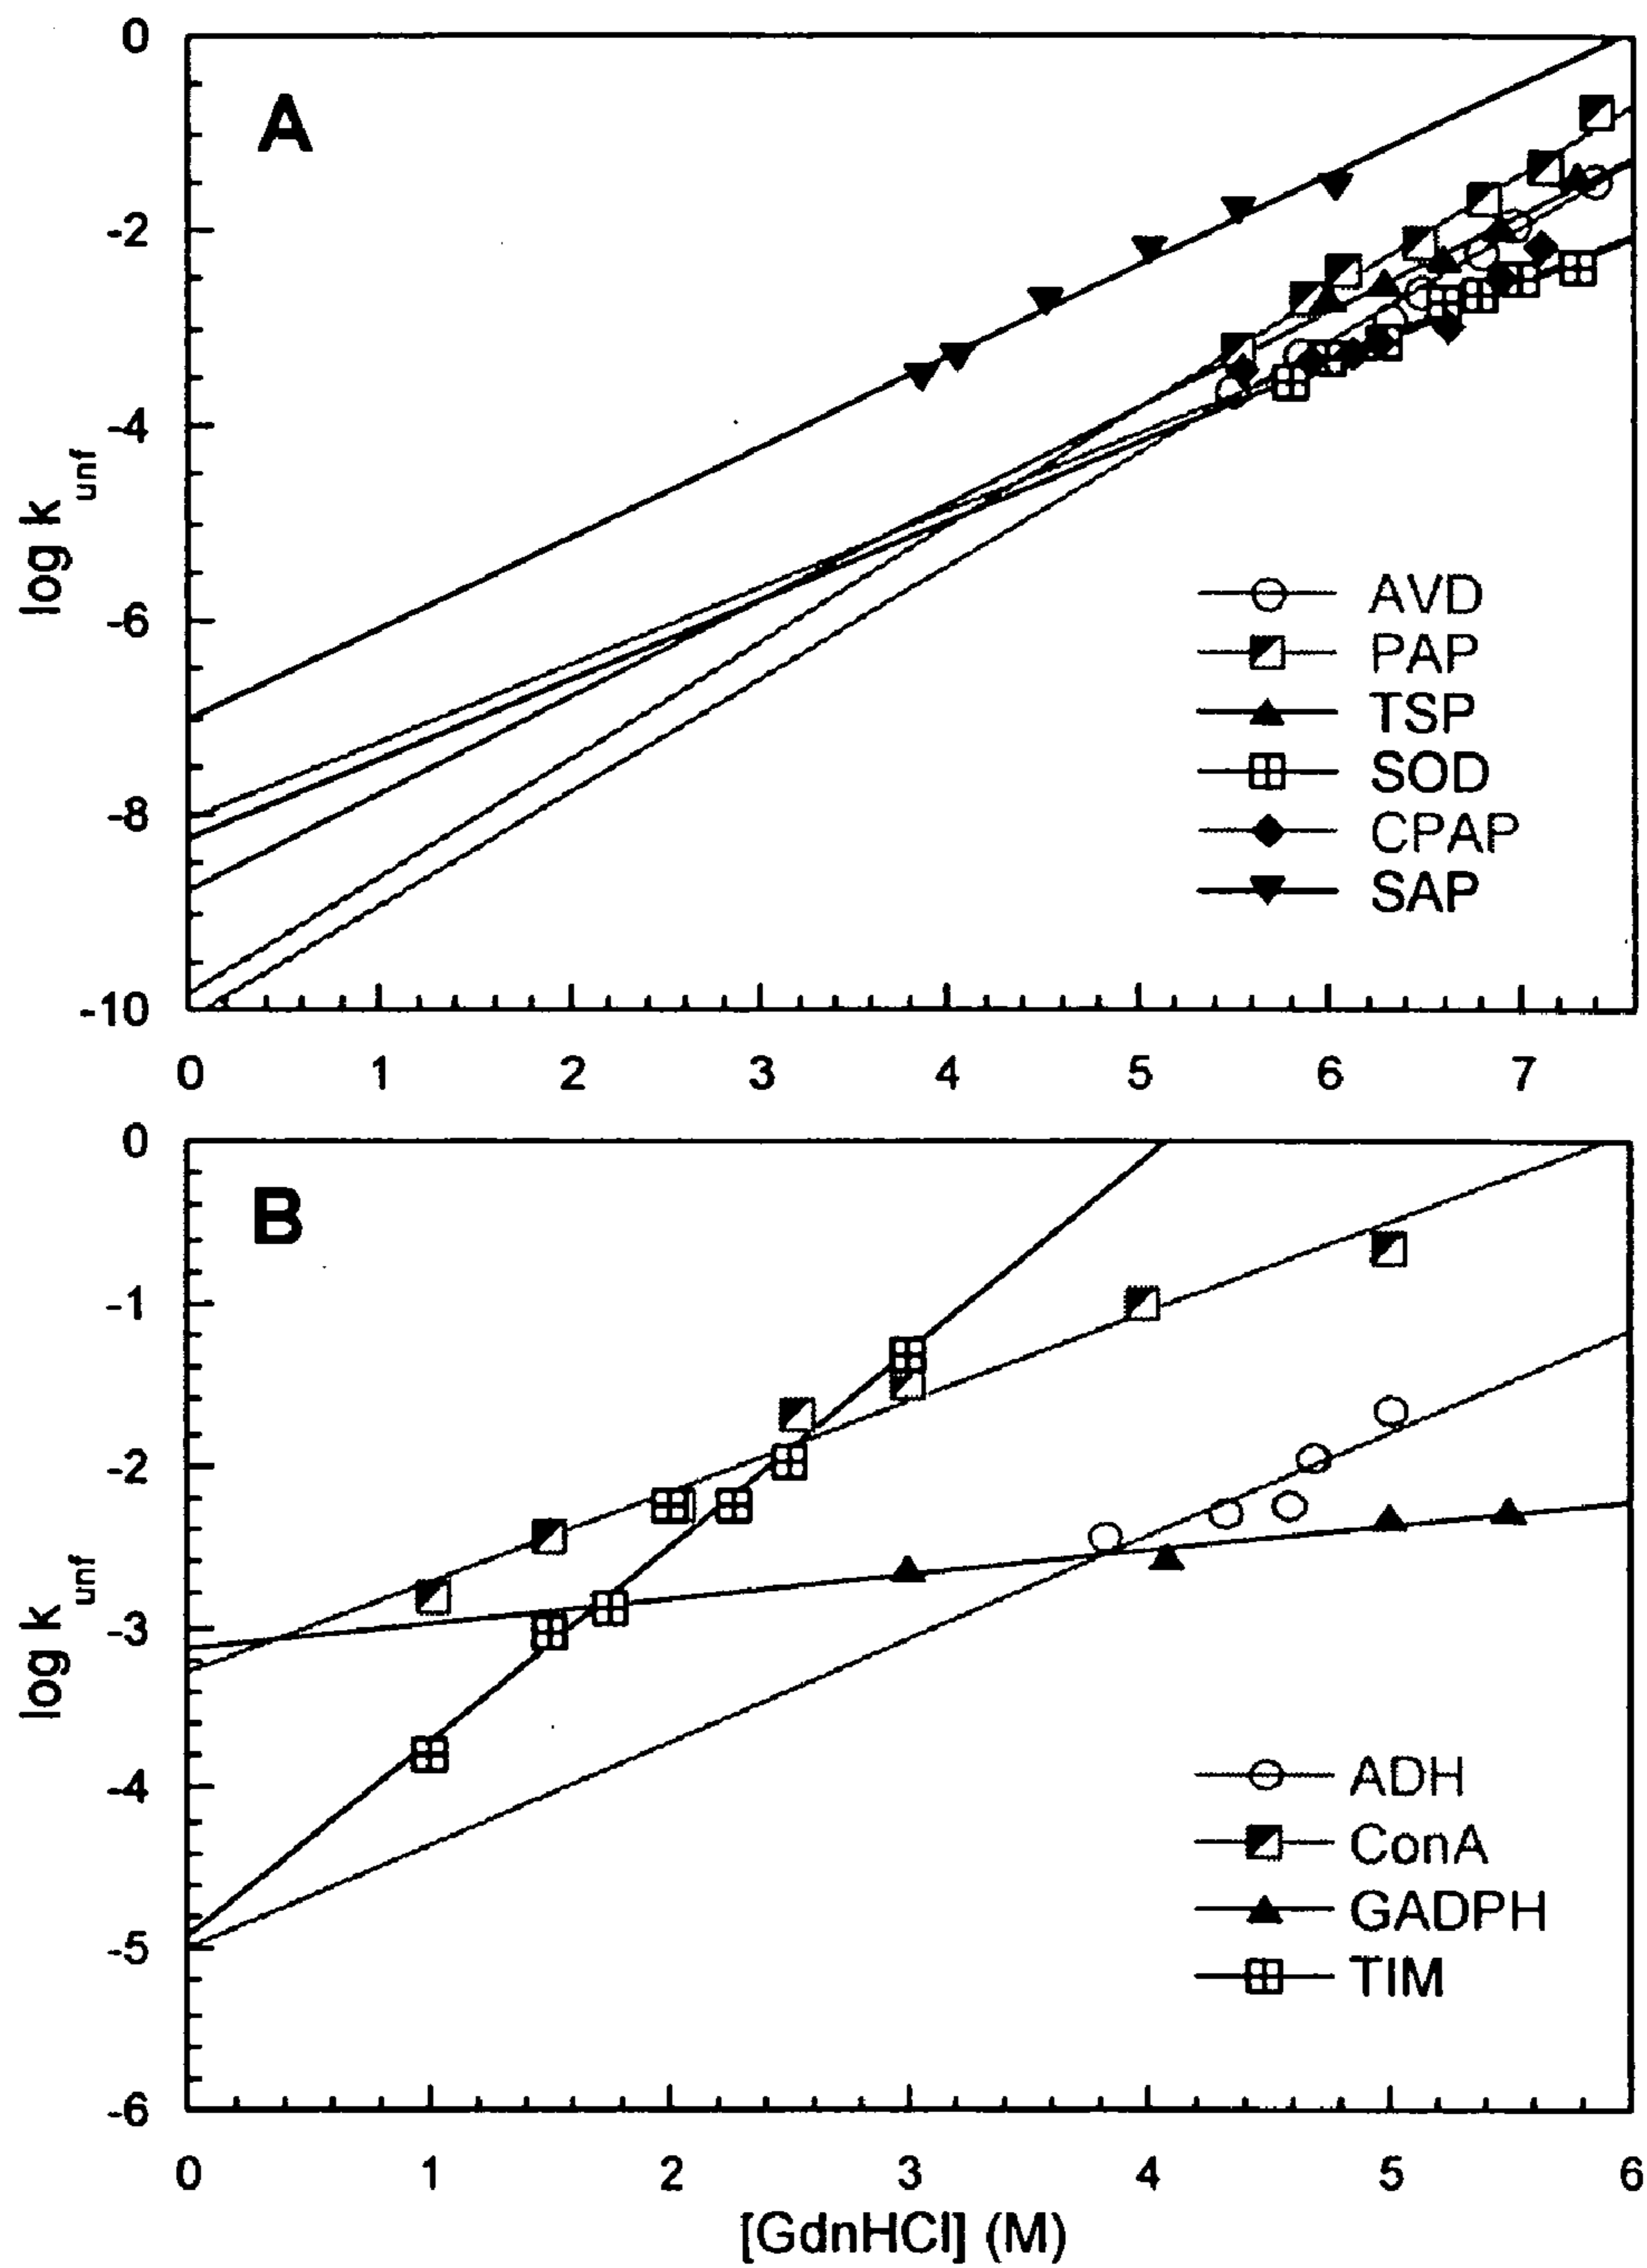 A
0
-2
-4
-6
-8
-10
log k unf
AVD
PAP
TSP
SOD
CPAP
SAP
0 1 2 3 4 5 6 7
B
0
-1
-2
-3
-4
-5
-6
log k unf
ADH
ConA
GADPH
TIM
0 1 2 3 4 5 6
[GdnHCl] (M)